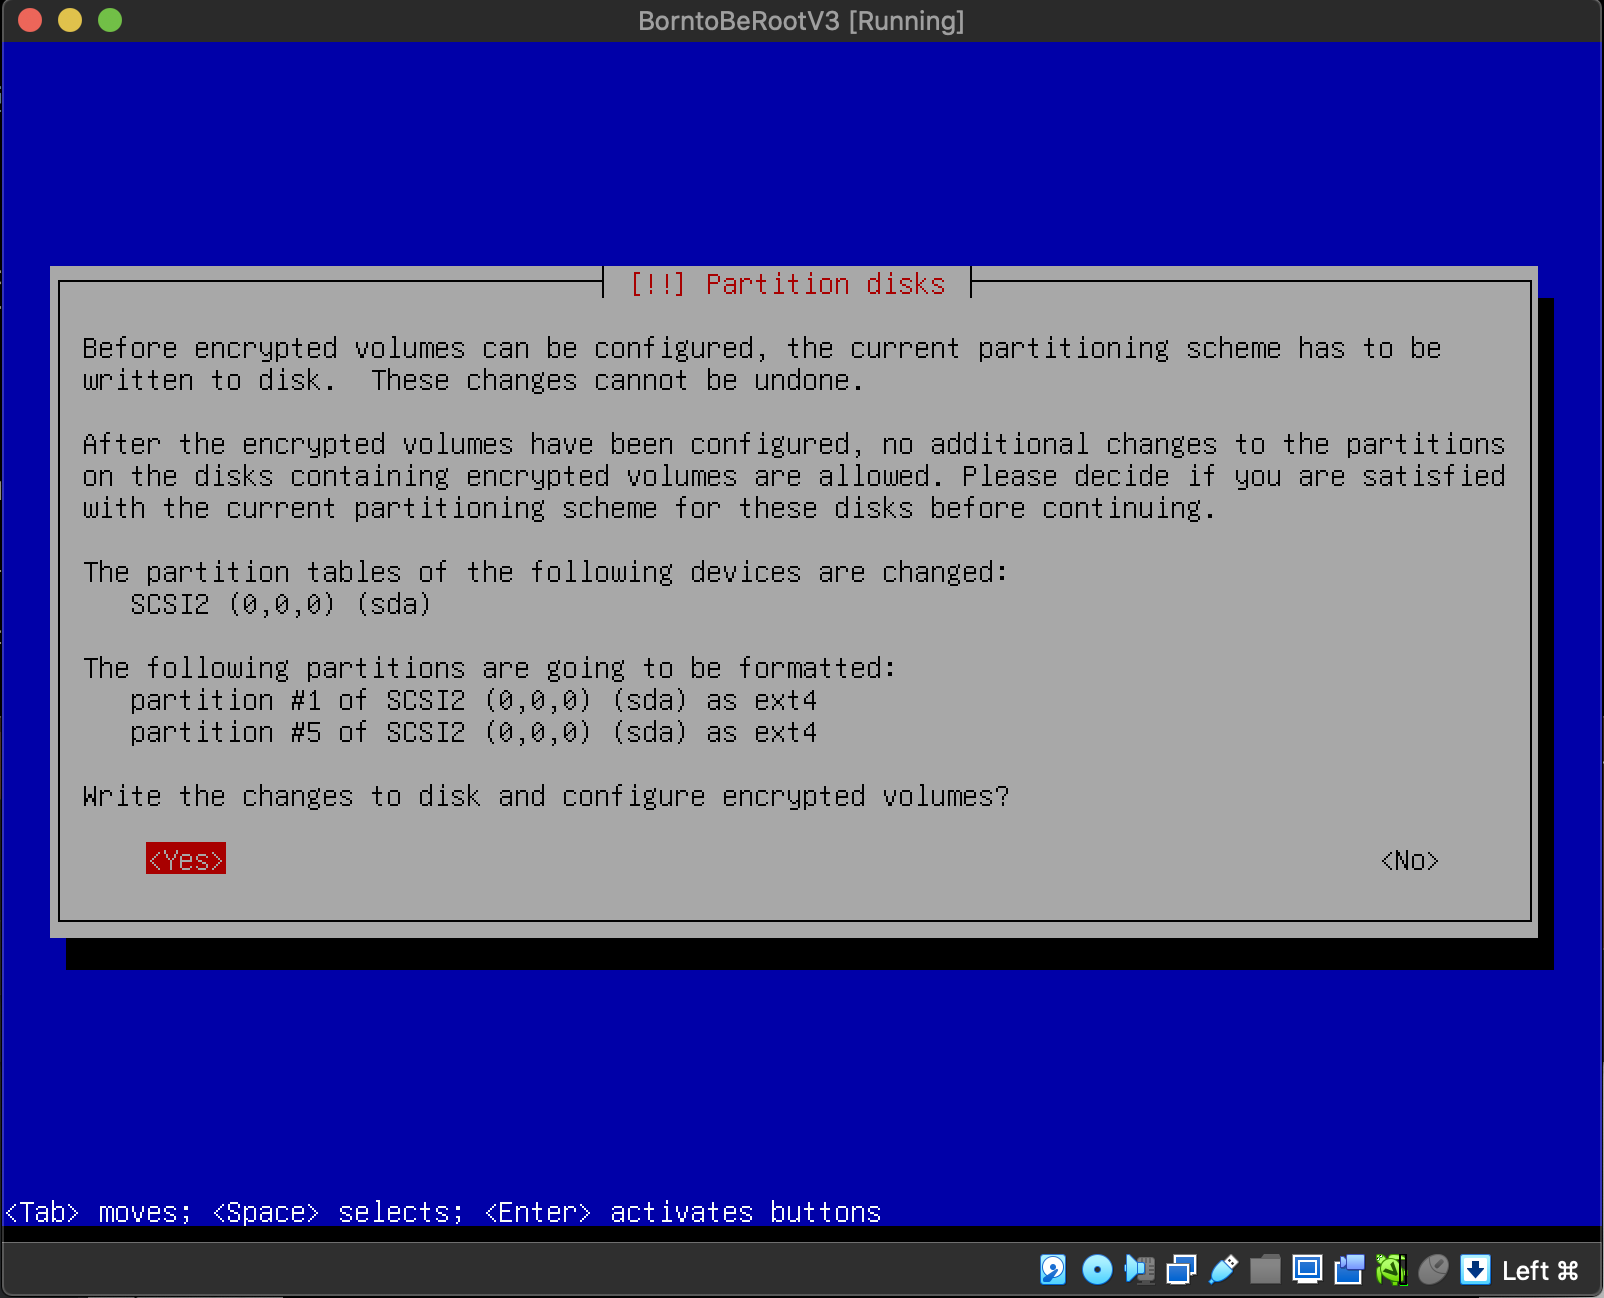 BorntoBeRootV3 [Running]
[!!] Partition disks
Before encrypted volumes can be configured, the current partitioning scheme has to be
written to disk.  These changes cannot be undone.
After the encrypted volumes have been configured, no additional changes to the partitions
on the disks containing encrypted volumes are allowed. Please decide if you are satisfied
with the current partitioning scheme for these disks before continuing.
The partition tables of the following devices are changed:
SCSI2 (0,0,0) (sda)
The following partitions are going to be formatted:
partition #1 of SCSI2 (0,0,0) (sda) as ext4
partition #5 of SCSI2 (0,0,0) (sda) as ext4
Write the changes to disk and configure encrypted volumes?
<Yes> <No>
<Tab> moves; <Space> selects; <Enter> activates buttons
Left ⌘